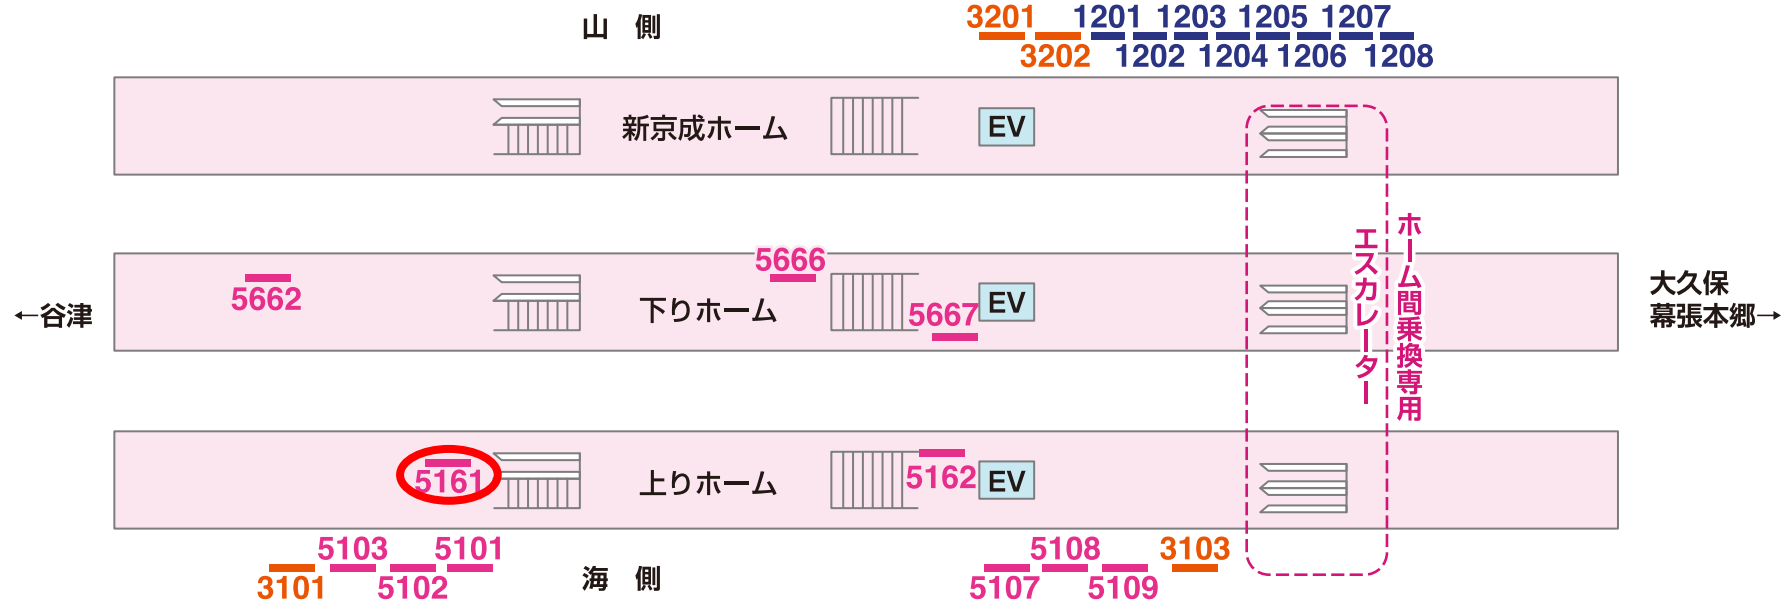 山 側
3201 1201 1203 1205 1207
3202 1202 1204 1206 1208
新京成ホーム
EV
ホーム間乗換専用
エスカレーター
5662
5666
下りホーム
5667
EV
←谷津
大久保
幕張本郷→
5161
上りホーム
5162
EV
5103 5101
3101 5102
海 側
5108 3103
5107 5109